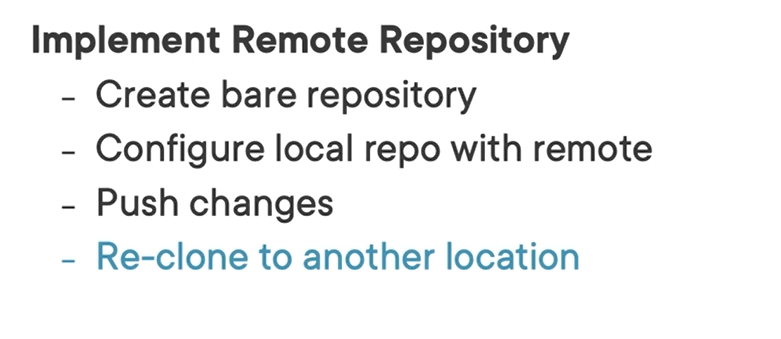 Implement Remote Repository
– Create bare repository
– Configure local repo with remote
– Push changes
– Re-clone to another location